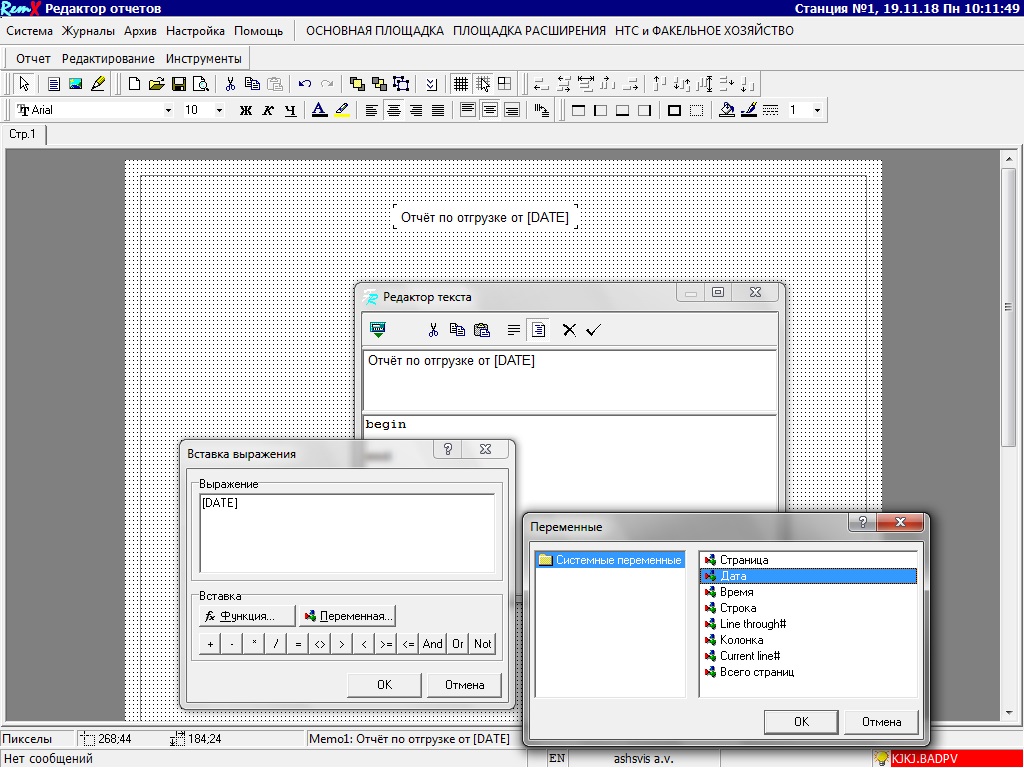 RemX Редактор отчетов
Станция №1, 19.11.18 Пн 10:11:49
Система Журналы Архив Настройка Помощь ОСНОВНАЯ ПЛОЩАДКА ПЛОЩАДКА РАСШИРЕНИЯ НТС и ФАКЕЛЬНОЕ ХОЗЯЙСТВО
Отчет Редактирование Инструменты
Arial 10 Ж К Ч A 1
Стр.1
Отчёт по отгрузке от [DATE]
Редактор текста
Отчёт по отгрузке от [DATE]
begin
Вставка выражения
Выражение
[DATE]
Вставка
fx Функция... Переменная...
+ - * / = <> > < >= <= And Or Not
OK Отмена
Переменные
Системные переменные
Страница
Дата
Время
Строка
Line through#
Колонка
Current line#
Всего страниц
OK Отмена
Пикселы 268;44 184;24 Memo1: Отчёт по отгрузке от [DATE]
Нет сообщений EN ashsvis a.v. KJKJ.BADPV